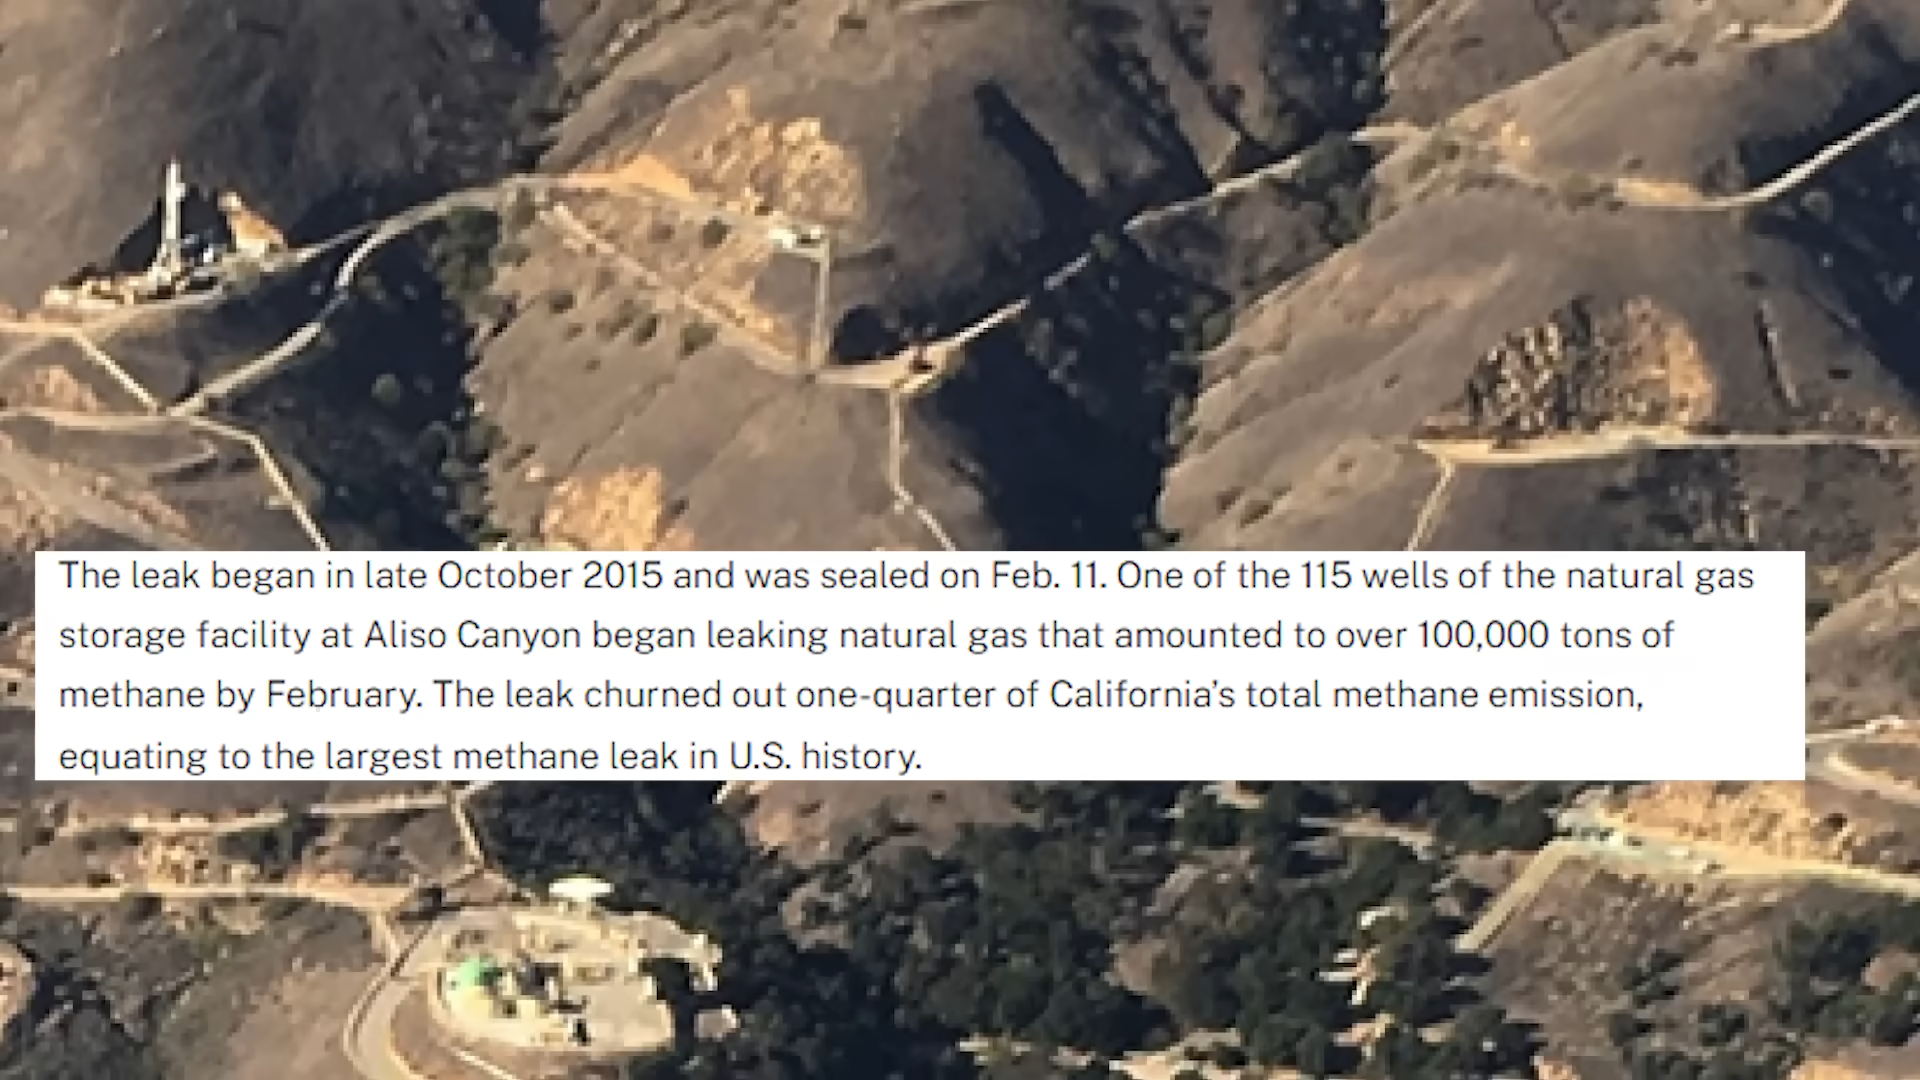 The leak began in late October 2015 and was sealed on Feb. 11. One of the 115 wells of the natural gas
storage facility at Aliso Canyon began leaking natural gas that amounted to over 100,000 tons of
methane by February. The leak churned out one-quarter of California’s total methane emission,
equating to the largest methane leak in U.S. history.